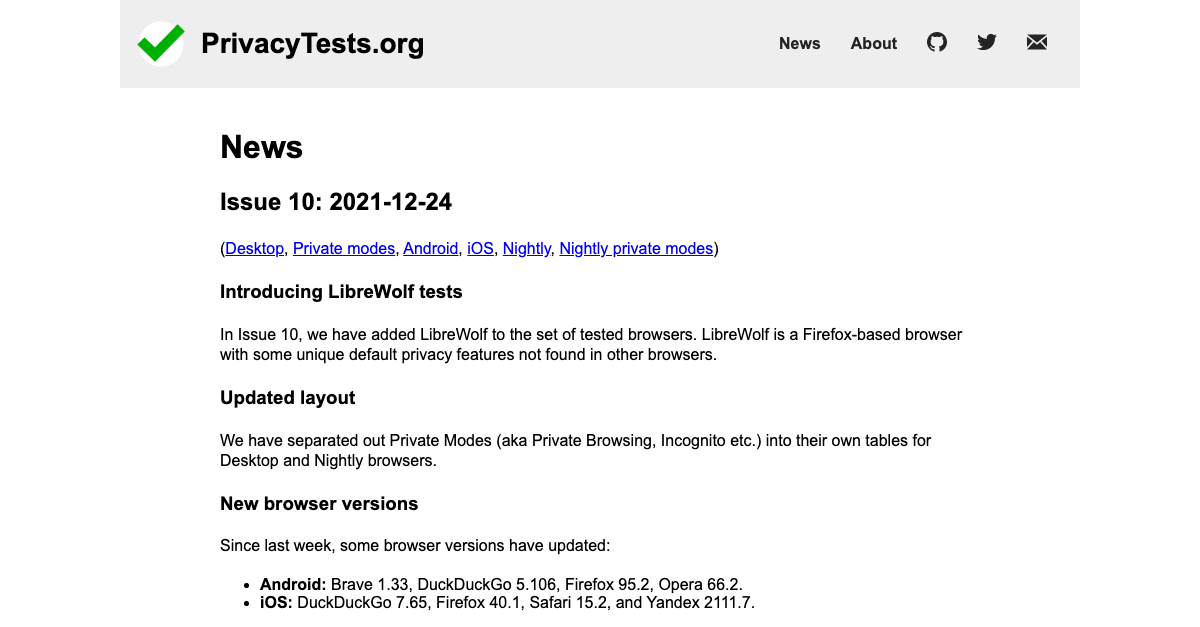 PrivacyTests.org
News About
News
Issue 10: 2021-12-24
(Desktop, Private modes, Android, iOS, Nightly, Nightly private modes)
Introducing LibreWolf tests
In Issue 10, we have added LibreWolf to the set of tested browsers. LibreWolf is a Firefox-based browser
with some unique default privacy features not found in other browsers.
Updated layout
We have separated out Private Modes (aka Private Browsing, Incognito etc.) into their own tables for
Desktop and Nightly browsers.
New browser versions
Since last week, some browser versions have updated:
• Android: Brave 1.33, DuckDuckGo 5.106, Firefox 95.2, Opera 66.2.
• iOS: DuckDuckGo 7.65, Firefox 40.1, Safari 15.2, and Yandex 2111.7.